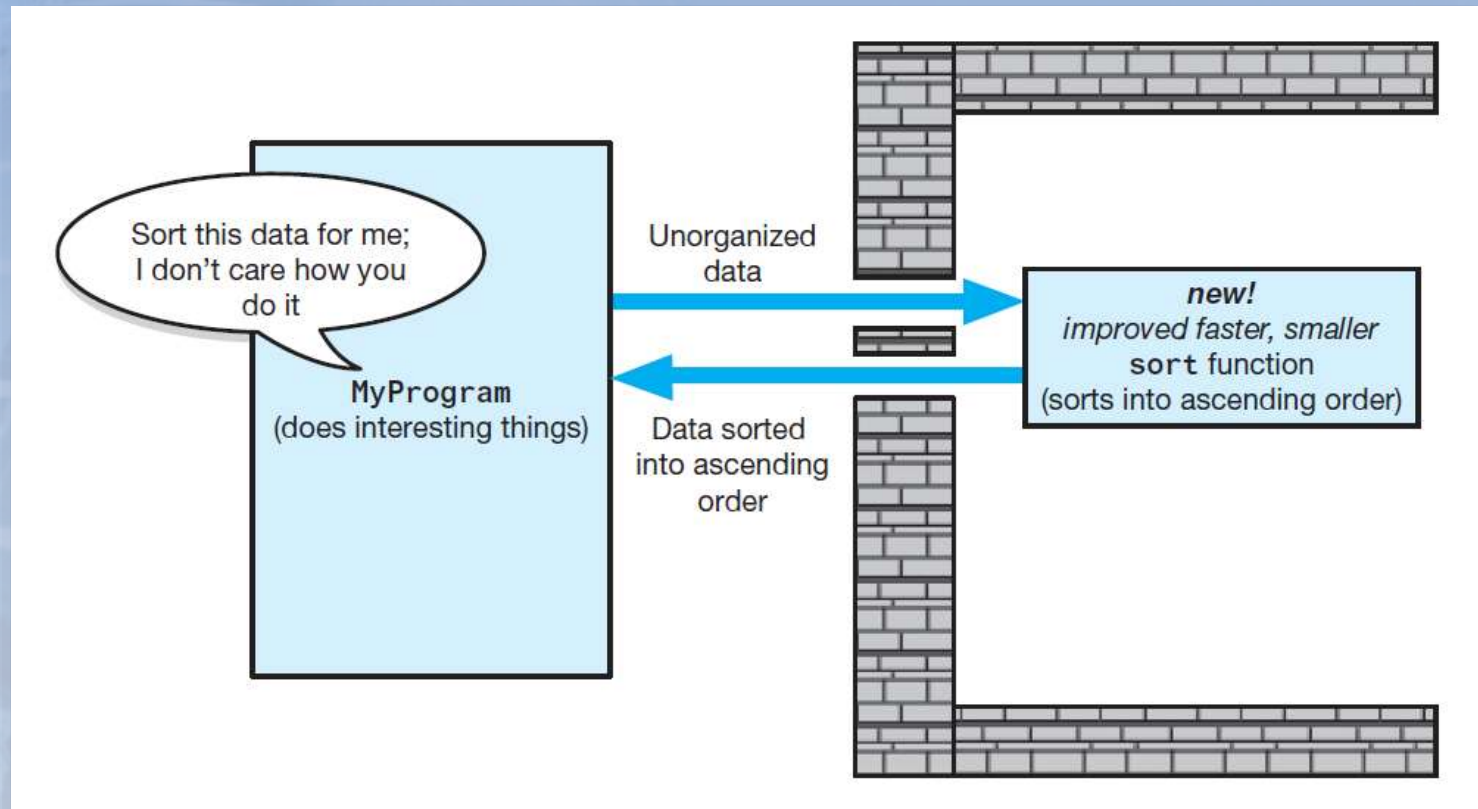 Sort this data for me;
I don’t care how you
do it
MyProgram
(does interesting things)
Unorganized
data
Data sorted
into ascending
order
new!
improved faster, smaller
sort function
(sorts into ascending order)